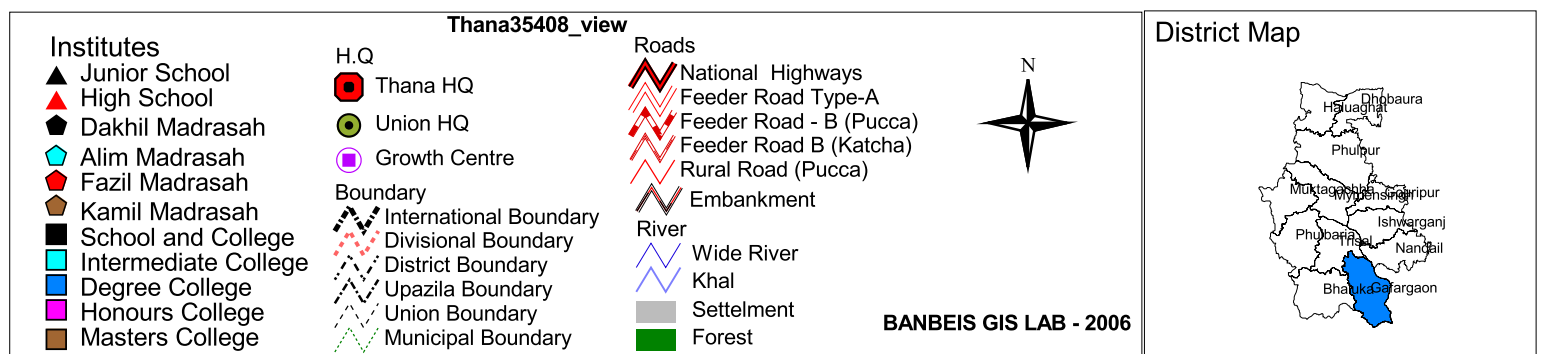 Thana35408_view
Institutes
Junior School
High School
Dakhil Madrasah
Alim Madrasah
Fazil Madrasah
Kamil Madrasah
School and College
Intermediate College
Degree College
Honours College
Masters College
H.Q
Thana HQ
Union HQ
Growth Centre
Boundary
International Boundary
Divisional Boundary
District Boundary
Upazila Boundary
Union Boundary
Municipal Boundary
Roads
National Highways
Feeder Road Type-A
Feeder Road - B (Pucca)
Feeder Road B (Katcha)
Rural Road (Pucca)
Embankment
River
Wide River
Khal
Settelment
Forest
N
BANBEIS GIS LAB - 2006
District Map
Dhobaura
Haluaghat
Phulpur
Muktagachha
Mymensingh
Gouripur
Ishwarganj
Phulbaria
Trisal
Nandail
Bhaluka
Gafargaon